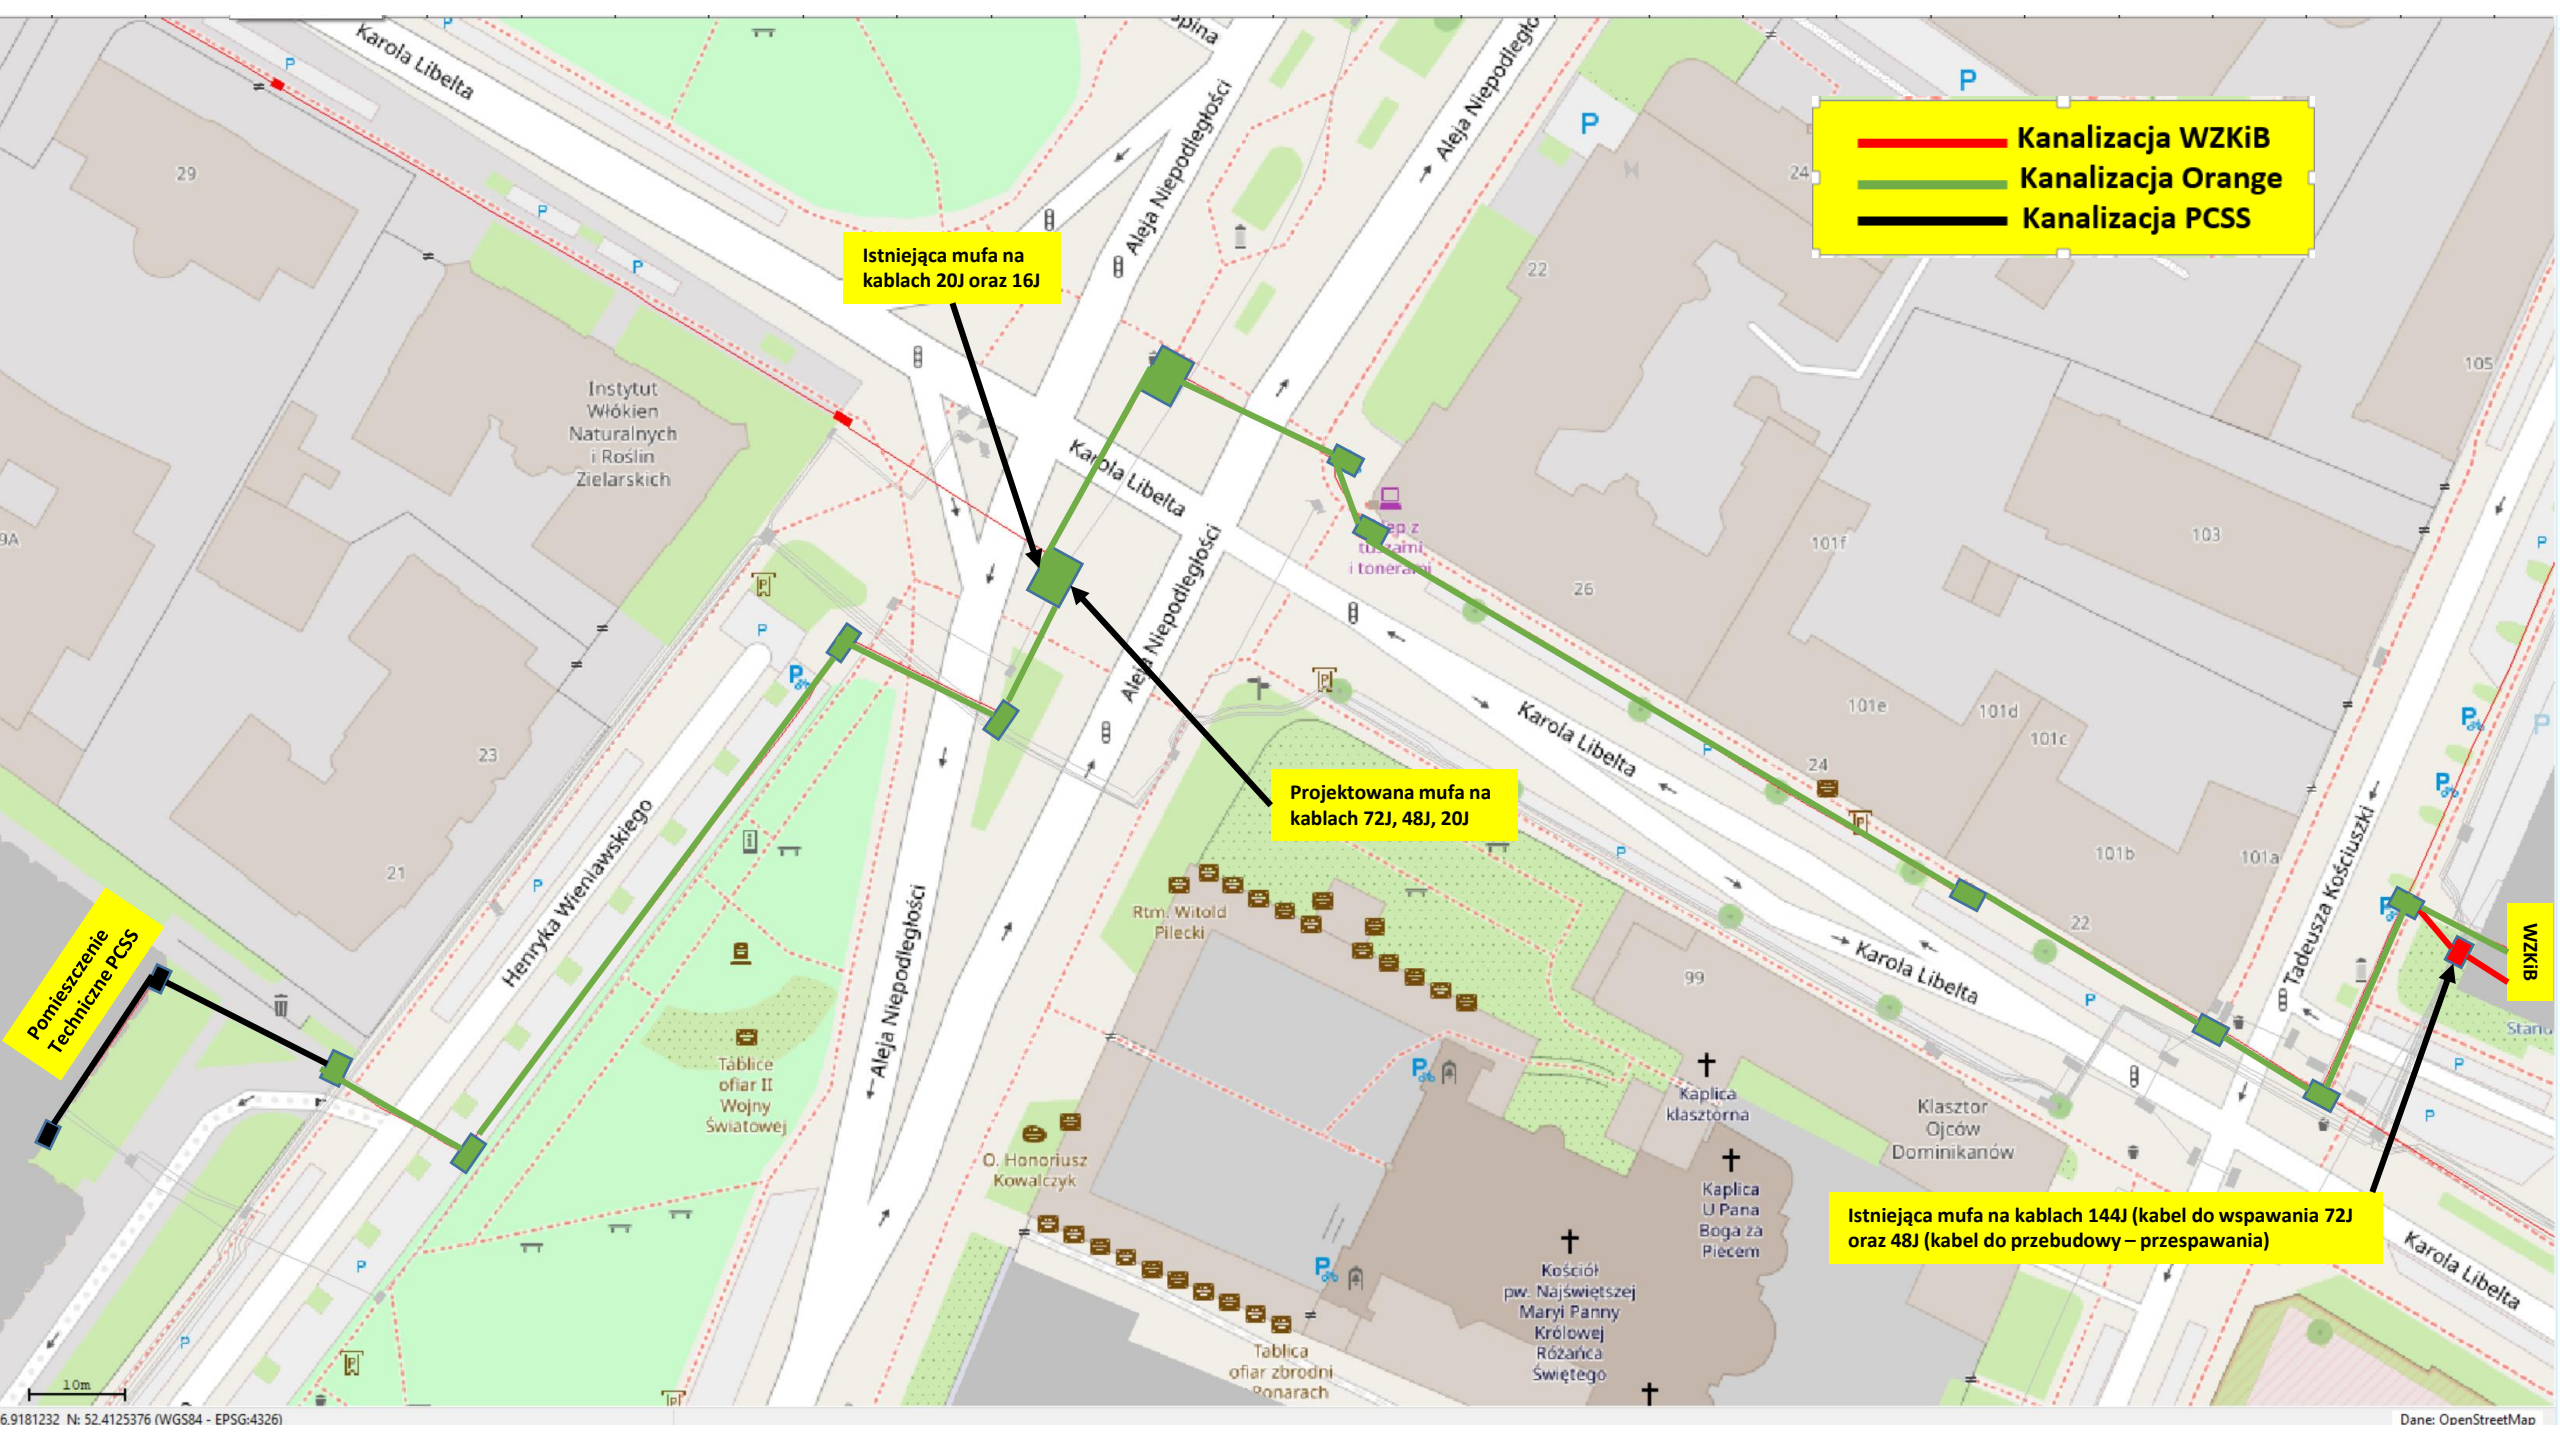 Karola Libelta
Aleja Niepodległości
P
P
P
P
P
P
29
24
22
105
Kanalizacja WZKiB
Kanalizacja Orange
Kanalizacja PCSS
Istniejąca mufa na
kablach 20J oraz 16J
Aleja Niepodległości
Instytut
Włókien
Naturalnych
i Roślin
Zielarskich
9A
Karola Libelta
i tonerami
26
101f
103
P
101e
101d
101c
24
101b
101a
22
23
21
P
P
P
P
Henryka Wieniawskiego
Aleja Niepodległości
Aleja Niepodległości
Karola Libelta
Karola Libelta
Tadeusza Kościuszki
Projektowana mufa na
kablach 72J, 48J, 20J
Rtm. Witold
Pilecki
99
WZKiB
Pomieszczenie
Techniczne PCSS
Tablice
ofiar II
Wojny
Światowej
O. Honoriusz
Kowalczyk
Kaplica
klasztorna
Klasztor
Ojców
Dominikanów
Kaplica
U Pana
Boga za
Piecem
Istniejąca mufa na kablach 144J (kabel do wspawania 72J
oraz 48J (kabel do przebudowy – przespawania)
Karola Libelta
Kościół
pw. Najświętszej
Maryi Panny
Królowej
Różańca
Świętego
Tablica
ofiar zbrodni
10m
6.9181232 N: 52.4125376 (WGS84 - EPSG:4326)
Dane: OpenStreetMap